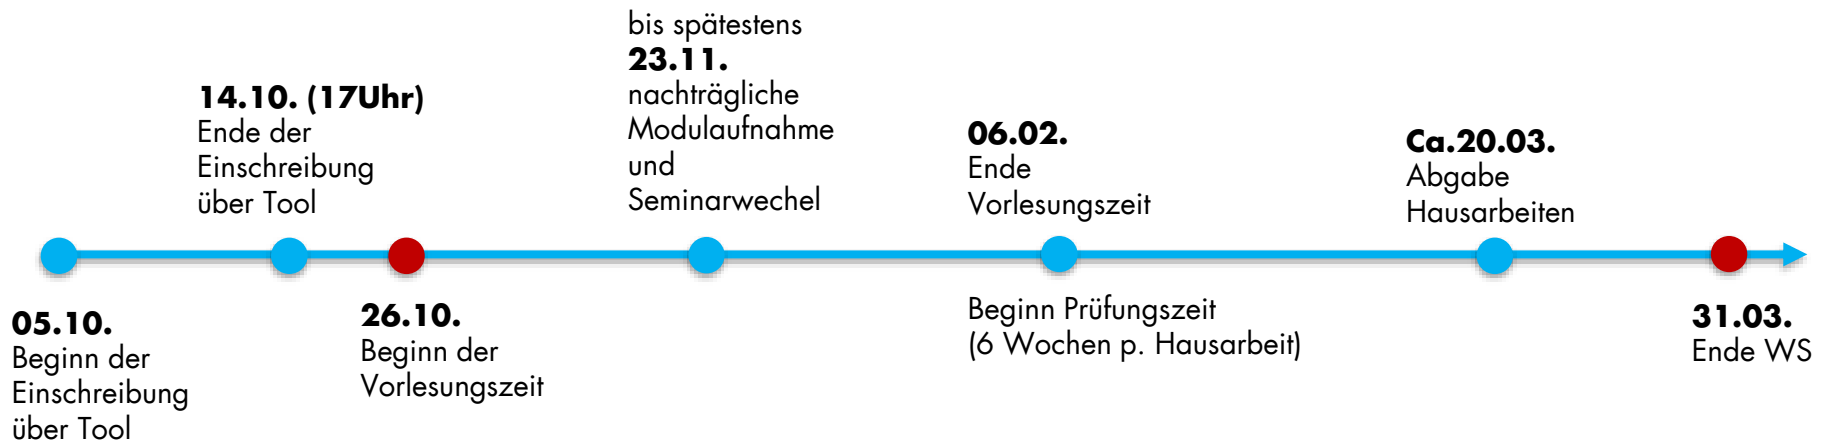 05.10.
Beginn der
Einschreibung
über Tool
14.10. (17Uhr)
Ende der
Einschreibung
über Tool
26.10.
Beginn der
Vorlesungszeit
bis spätestens
23.11.
nachträgliche
Modulaufnahme
und
Seminarwechel
06.02.
Ende
Vorlesungszeit
Beginn Prüfungszeit
(6 Wochen p. Hausarbeit)
Ca.20.03.
Abgabe
Hausarbeiten
31.03.
Ende WS